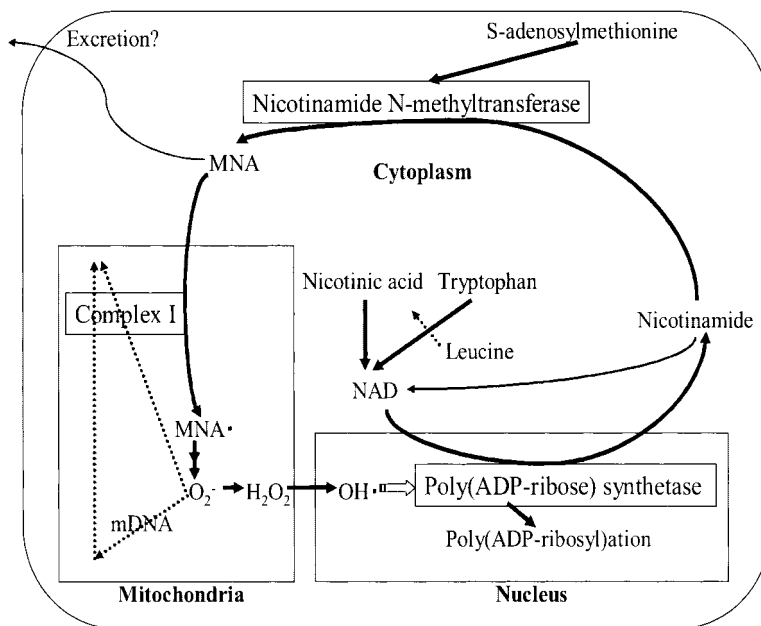 S-adenosylmethionine
Excretion?
Nicotinamide N-methyltransferase
MNA
Cytoplasm
Nicotinic acid Tryptophan
Complex I
Nicotinamide
Leucine
NAD
MNA·
O₂⁻ H₂O₂ OH· Poly(ADP-ribose) synthetase
mDNA
Poly(ADP-ribosyl)ation
Mitochondria Nucleus